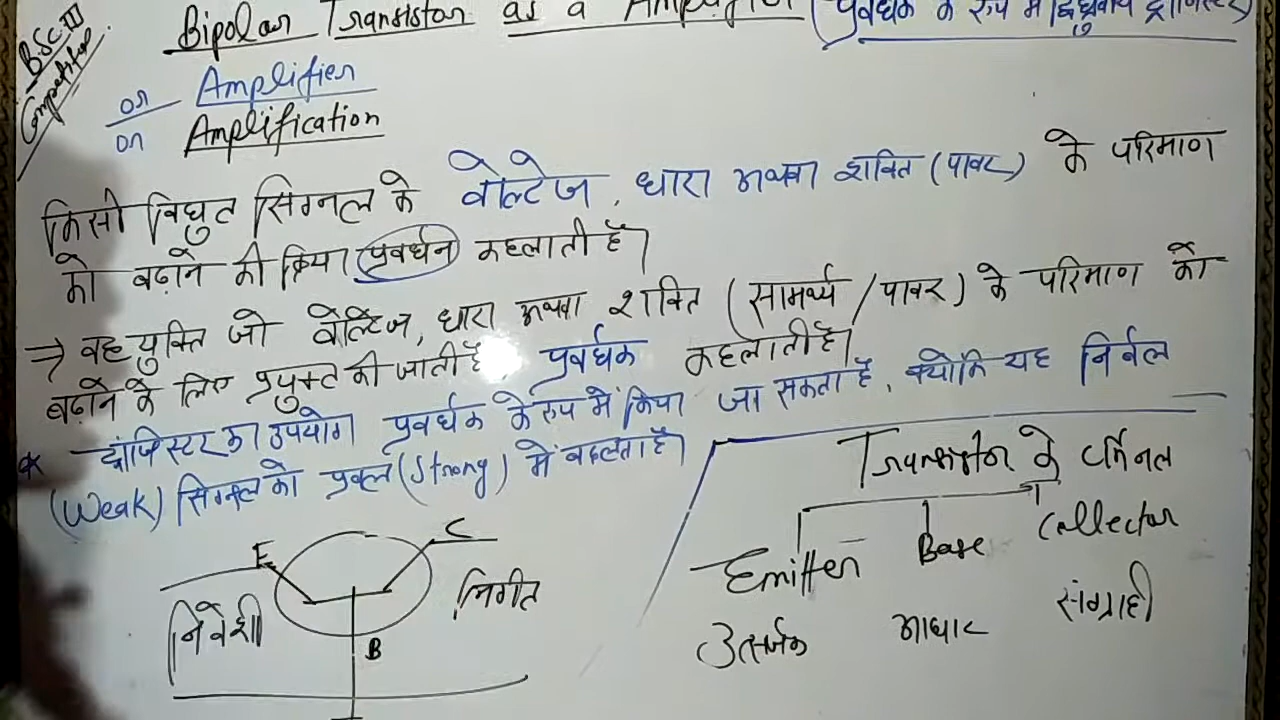 BSC III
Competitor
Bipolar Transistor as a Amplifier (प्रवर्धक के रूप में द्विध्रुवीय ट्रांजिस्टर)
or Amplifier
or Amplification
किसी विधुत सिग्नल के वोल्टेज, धारा अथवा शक्ति (पावर) के परिमाण
को बढ़ाने की क्रिया प्रवर्धन कहलाती है।
⇒ वह युक्ति जो वोल्टेज, धारा अथवा शक्ति (सामर्थ्य / पावर) के परिमाण को
बढ़ाने के लिए प्रयुक्त की जाती है, प्रवर्धक कहलाती है।
* ट्रांजिस्टर का उपयोग प्रवर्धक के रूप में किया जा सकता है, क्योंकि यह निर्बल
(Weak) सिग्नल को प्रबल (Strong) में बदलता है।
Transistor के टर्मिनल
Emitter Base Collector
उत्सर्जक आधार संग्राही
E C
निवेशी निर्गत
B